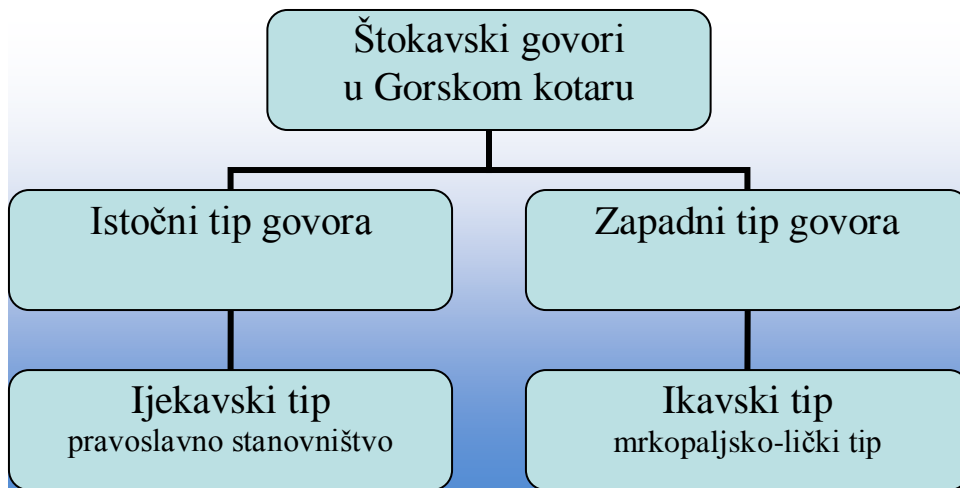 Štokavski govori
u Gorskom kotaru
Istočni tip govora
Zapadni tip govora
Ijekavski tip
pravoslavno stanovništvo
Ikavski tip
mrkopaljsko-lički tip